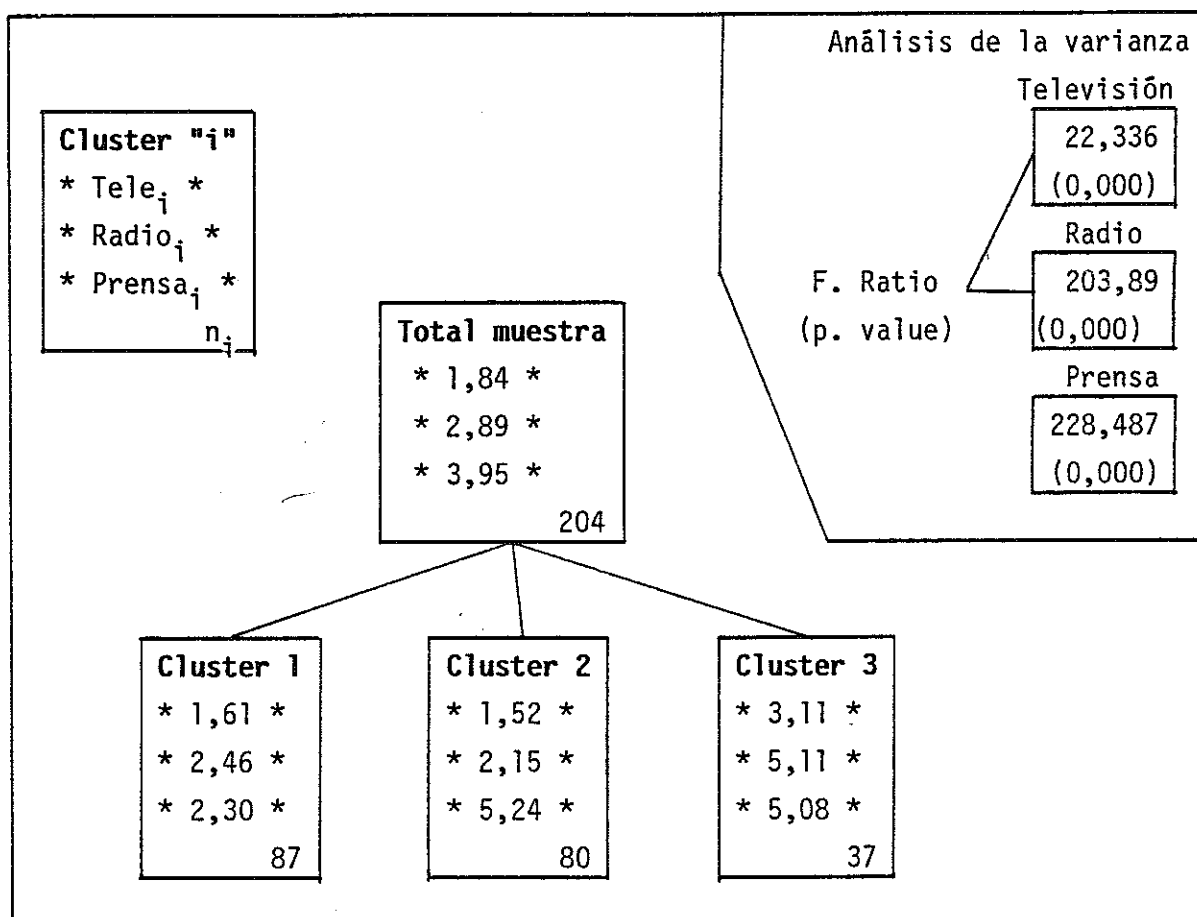 Análisis de la varianza
Televisión
22,336
(0,000)
Radio
203,89
(0,000)
Prensa
228,487
(0,000)
F. Ratio
(p. value)
Cluster "i"
* Tele_i *
* Radio_i *
* Prensa_i *
n_i
Total muestra
* 1,84 *
* 2,89 *
* 3,95 *
204
Cluster 1
* 1,61 *
* 2,46 *
* 2,30 *
87
Cluster 2
* 1,52 *
* 2,15 *
* 5,24 *
80
Cluster 3
* 3,11 *
* 5,11 *
* 5,08 *
37